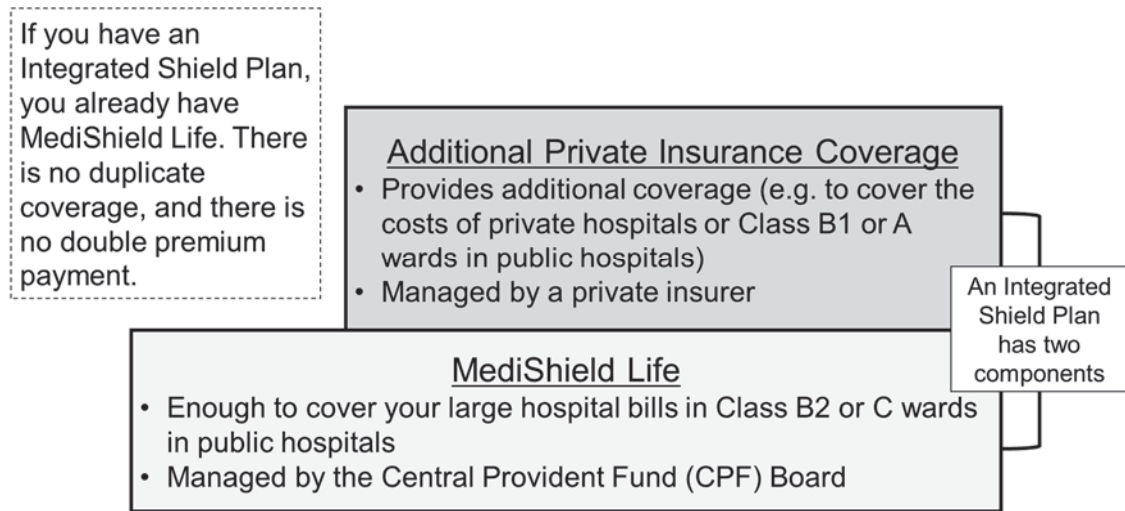 If you have an
Integrated Shield Plan,
you already have
MediShield Life. There
is no duplicate
coverage, and there is
no double premium
payment.
Additional Private Insurance Coverage
• Provides additional coverage (e.g. to cover the
costs of private hospitals or Class B1 or A
wards in public hospitals)
• Managed by a private insurer
An Integrated
Shield Plan
has two
components
MediShield Life
• Enough to cover your large hospital bills in Class B2 or C wards
in public hospitals
• Managed by the Central Provident Fund (CPF) Board